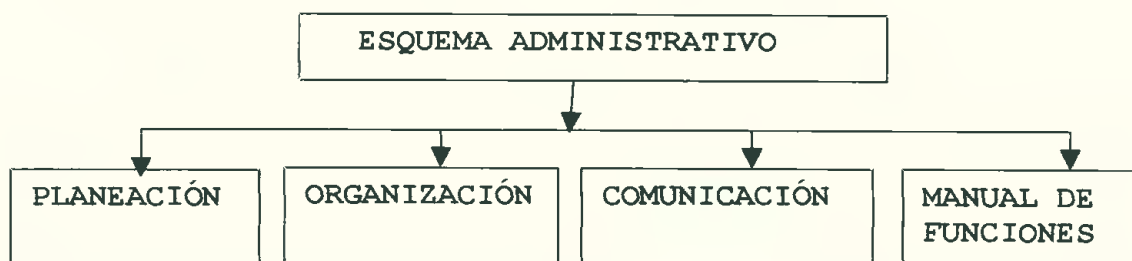 ESQUEMA ADMINISTRATIVO
PLANEACIÓN
ORGANIZACIÓN
COMUNICACIÓN
MANUAL DE
FUNCIONES